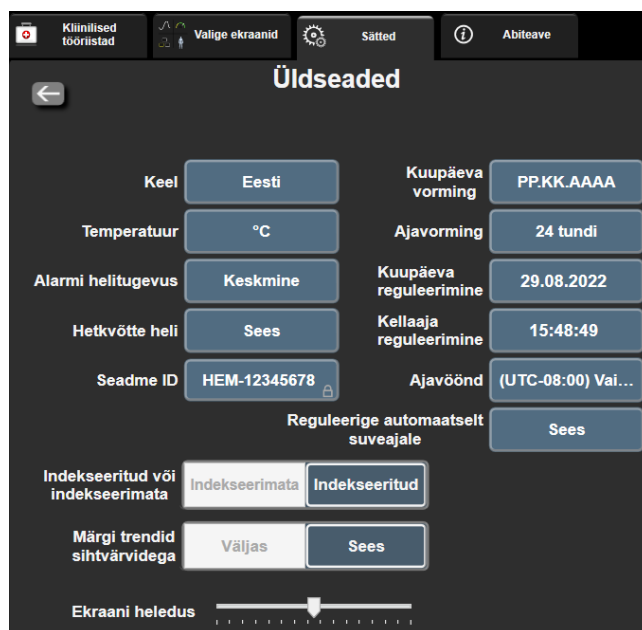 Kliinilised
tööriistad
Valige ekraanid
Sätted
Abiteave
Üldseaded
Keel
Eesti
Kuupäeva
vorming
PP.KK.AAAA
Temperatuur
°C
Ajavorming
24 tundi
Alarmi helitugevus
Keskmine
Kuupäeva
reguleerimine
29.08.2022
Hetkvõtte heli
Sees
Kellaaja
reguleerimine
15:48:49
Seadme ID
HEM-12345678
Ajavöönd
(UTC-08:00) Vai...
Reguleerige automaatselt
suveajale
Sees
Indekseeritud või
indekseerimata
Indekseerimata
Indekseeritud
Märgi trendid
sihtvärvidega
Väljas
Sees
Ekraani heledus